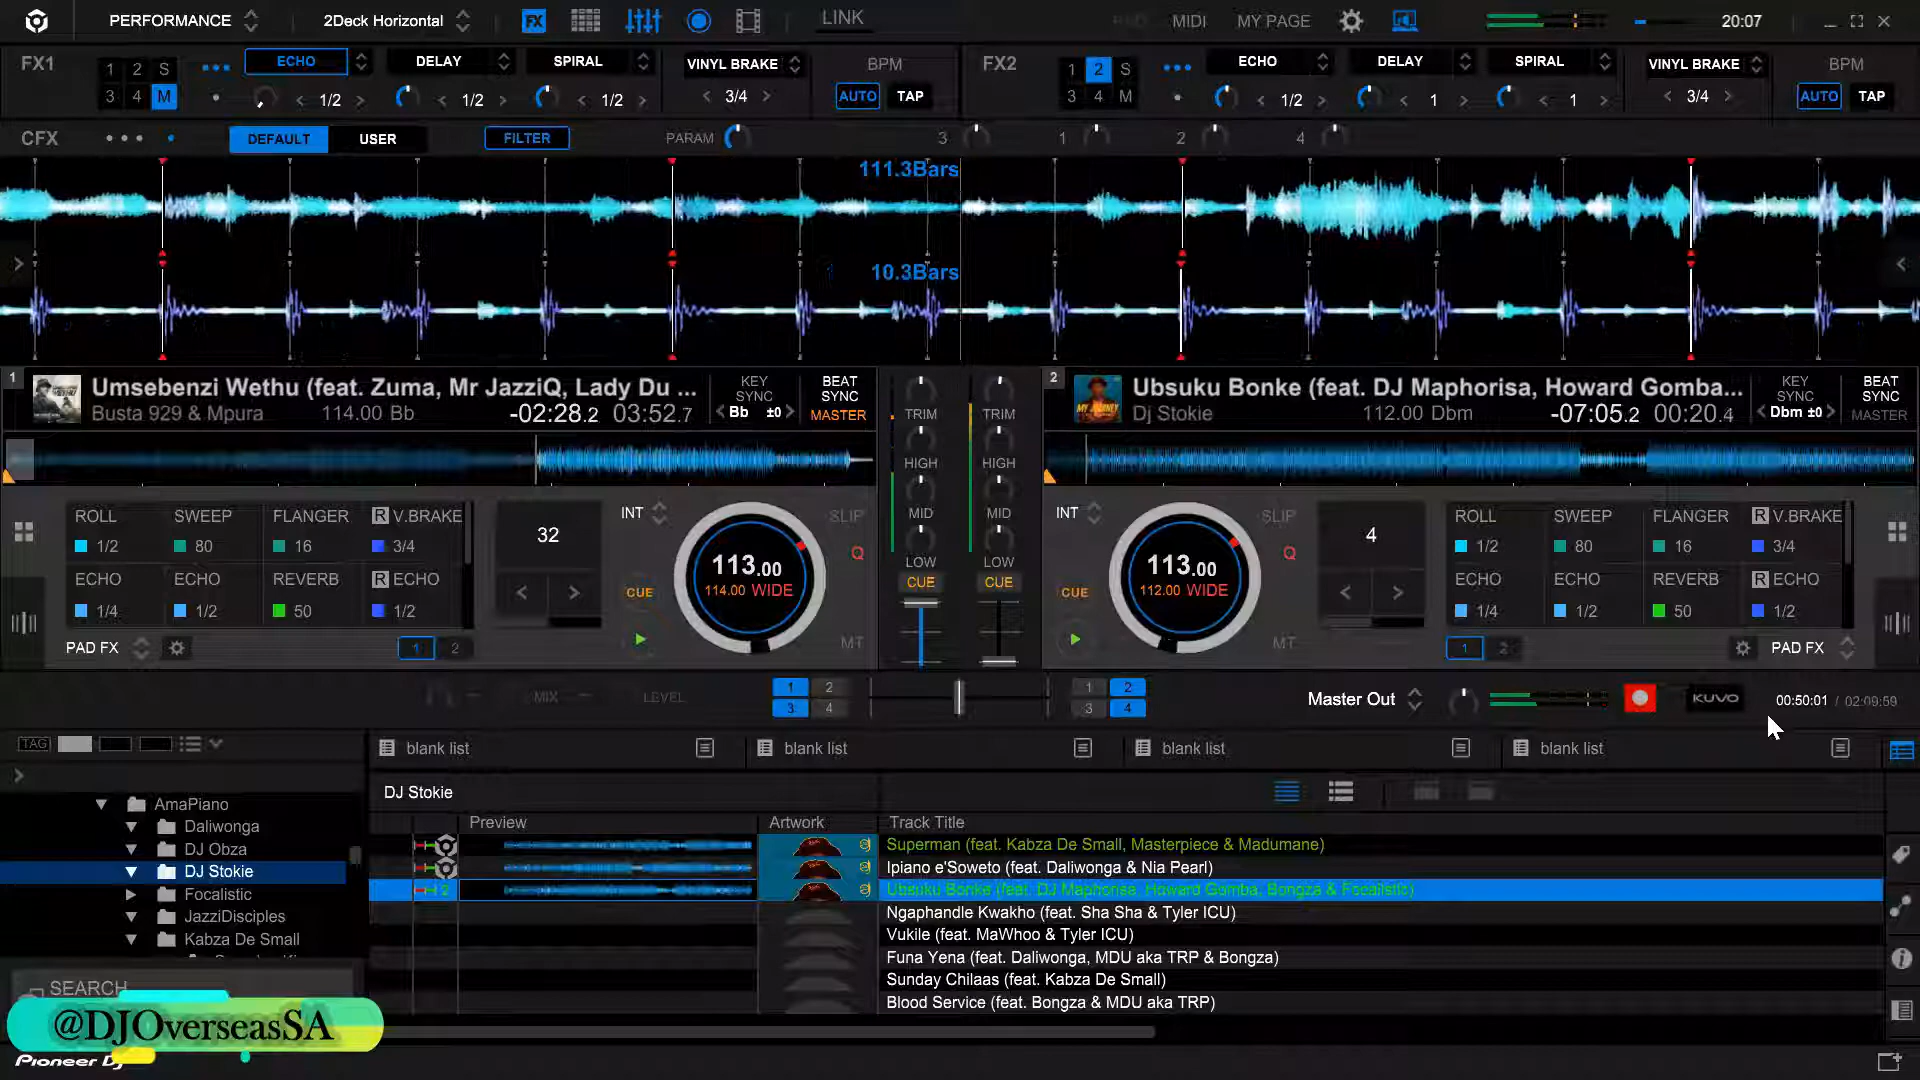 PERFORMANCE 2Deck Horizontal FX LINK MIDI MY PAGE 20:07
FX1 1 2 S 3 4 M ECHO 1/2 DELAY 1/2 SPIRAL 1/2 VINYL BRAKE 3/4 BPM AUTO TAP
FX2 1 2 S 3 4 M ECHO 1/2 DELAY 1 SPIRAL 1 VINYL BRAKE 3/4 BPM AUTO TAP
CFX DEFAULT USER FILTER PARAM 3 1 2 4
111.3Bars
10.3Bars
1 Umsebenzi Wethu (feat. Zuma, Mr JazziQ, Lady Du ...
Busta 929 & Mpura 114.00 Bb -02:28.2 03:52.7
KEY SYNC Bb ±0 BEAT SYNC MASTER
TRIM TRIM
HIGH HIGH
MID MID
LOW LOW
CUE CUE
2 Ubsuku Bonke (feat. DJ Maphorisa, Howard Gomba...
Dj Stokie 112.00 Dbm -07:05.2 00:20.4
KEY SYNC Dbm ±0 BEAT SYNC MASTER
ROLL SWEEP FLANGER R V.BRAKE
1/2 80 16 3/4
ECHO ECHO REVERB R ECHO
1/4 1/2 50 1/2
PAD FX 1 2
32
INT SLIP
Q
113.00
114.00 WIDE
CUE
MT
INT SLIP
Q
113.00
112.00 WIDE
CUE
MT
4
ROLL SWEEP FLANGER R V.BRAKE
1/2 80 16 3/4
ECHO ECHO REVERB R ECHO
1/4 1/2 50 1/2
1 2 PAD FX
MIX LEVEL 1 2 3 4 1 2 3 4 Master Out KUVO 00:50:01 / 02:09:59
TAG blank list blank list blank list blank list
DJ Stokie
Preview Artwork Track Title
AmaPiano
Daliwonga
DJ Obza
DJ Stokie
Focalistic
JazziDisciples
Kabza De Small
SEARCH
Superman (feat. Kabza De Small, Masterpiece & Madumane)
Ipiano e'Soweto (feat. Daliwonga & Nia Pearl)
2 Ubsuku Bonke (feat. DJ Maphorisa, Howard Gomba, Bongza & Focalistic)
Ngaphandle Kwakho (feat. Sha Sha & Tyler ICU)
Vukile (feat. MaWhoo & Tyler ICU)
Funa Yena (feat. Daliwonga, MDU aka TRP & Bongza)
Sunday Chilaas (feat. Kabza De Small)
Blood Service (feat. Bongza & MDU aka TRP)
@DJOverseasSA
Pioneer DJ